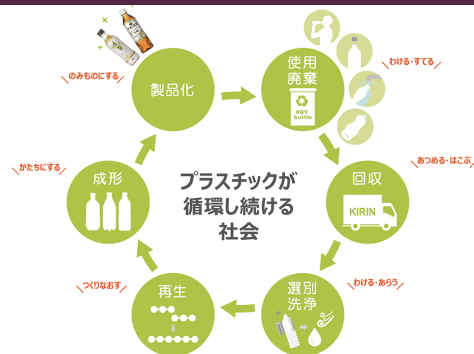 のみものにする
製品化
使用
廃棄
PET
bottle
わける・すてる
あつめる・はこぶ
回収
KIRIN
かたちにする
成形
プラスチックが
循環し続ける
社会
つくりなおす
再生
選別
洗浄
わける・あらう